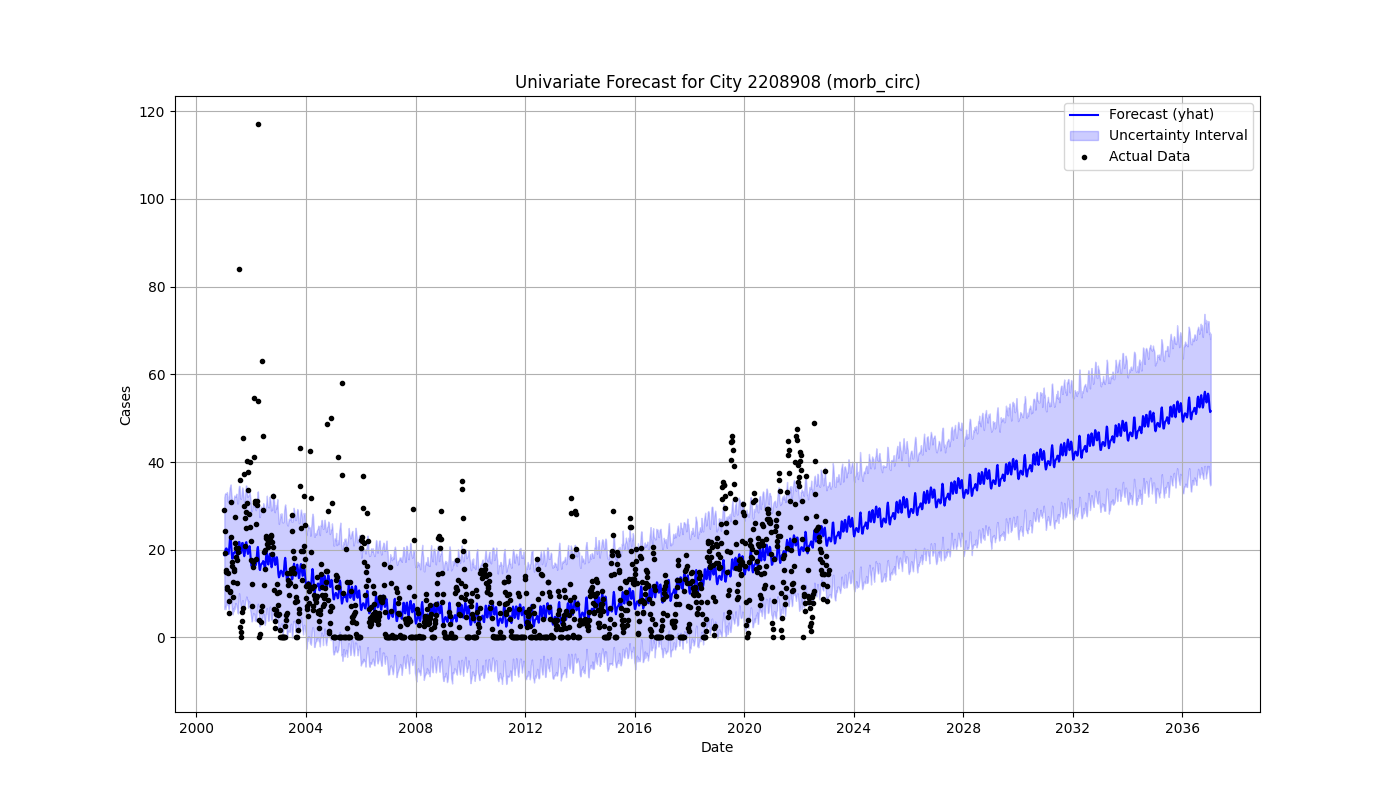 Univariate Forecast for City 2208908 (morb_circ)
Forecast (yhat)
Uncertainty Interval
Actual Data
120
100
80
60
40
20
0
Cases
2000 2004 2008 2012 2016 2020 2024 2028 2032 2036
Date